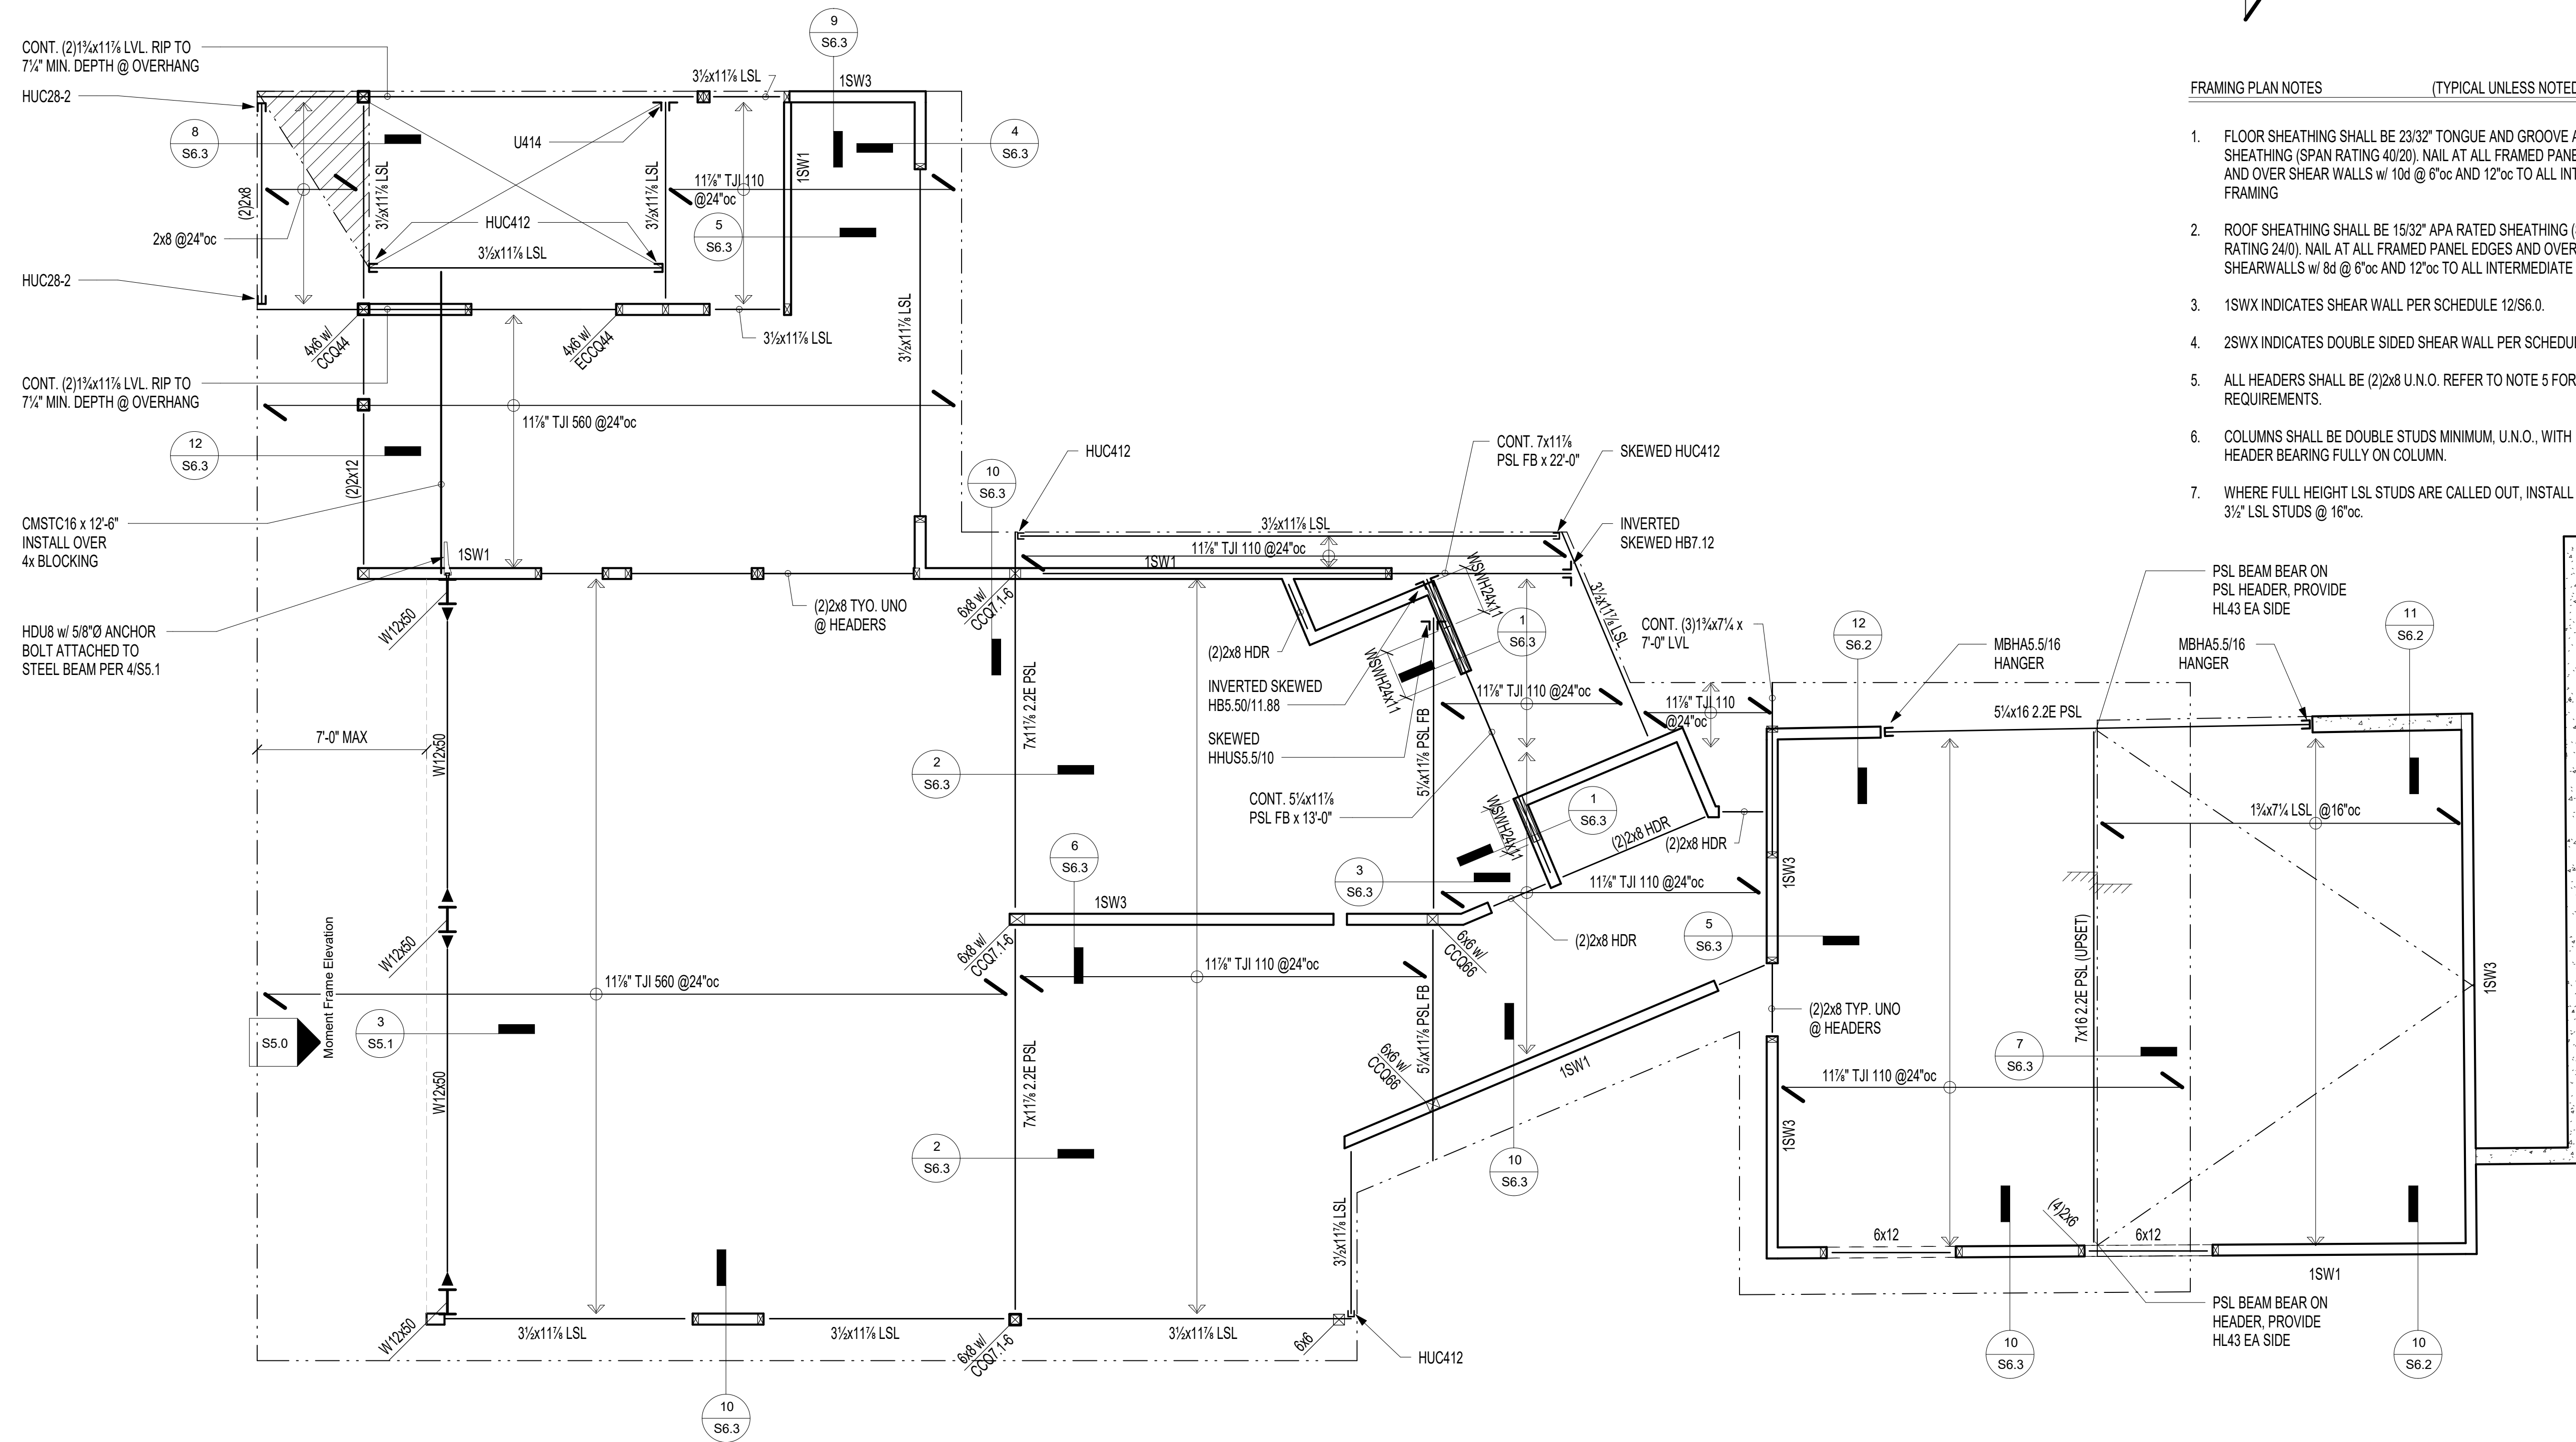 CONT. (2)1¾x11⅞ LVL. RIP TO
7¼" MIN. DEPTH @ OVERHANG
HUC28-2
8
S6.3
(2)2x8
2x8 @24"oc
HUC28-2
9
S6.3
3½x11⅞ LSL
1SW3
U414
3½x11⅞ LSL
HUC412
3½x11⅞ LSL
3½x11⅞ LSL
11⅞" TJI 110
@24"oc
5
S6.3
1SW1
4
S6.3
4x6 w/
CCQ44
4x6 w/
ECCQ44
3½x11⅞ LSL
3½x11⅞ LSL
CONT. (2)1¾x11⅞ LVL. RIP TO
7¼" MIN. DEPTH @ OVERHANG
11⅞" TJI 560 @24"oc
12
S6.3
(2)2x12
CMSTC16 x 12'-6"
INSTALL OVER
4x BLOCKING
1SW1
HDU8 w/ 5/8"Ø ANCHOR
BOLT ATTACHED TO
STEEL BEAM PER 4/S5.1
W12x50
(2)2x8 TYO. UNO
@ HEADERS
10
S6.3
HUC412
CONT. 7x11⅞
PSL FB x 22'-0"
SKEWED HUC412
3½x11⅞ LSL
11⅞" TJI 110 @24"oc
1SW1
INVERTED
SKEWED HB7.12
6x8 w/
CCQ7.1-6
WSWH24x11
WSWH24x11
1
S6.3
3½x11⅞ LSL
(2)2x8 HDR
INVERTED SKEWED
HB5.50/11.88
SKEWED
HHUS5.5/10
CONT. 5¼x11⅞
PSL FB x 13'-0"
11⅞" TJI 110 @24"oc
11⅞" TJI 110
@24"oc
CONT. (3)1¾x7¼ x
7'-0" LVL
12
S6.2
MBHA5.5/16
HANGER
PSL BEAM BEAR ON
PSL HEADER, PROVIDE
HL43 EA SIDE
MBHA5.5/16
HANGER
11
S6.2
5¼x16 2.2E PSL
7'-0" MAX
W12x50
7x11⅞ 2.2E PSL
2
S6.3
5¼x11⅞ PSL FB
WSWH24x11
1
S6.3
(2)2x8 HDR
(2)2x8 HDR
6
S6.3
3
S6.3
11⅞" TJI 110 @24"oc
1SW3
1¾x7¼ LSL @16"oc
1SW3
W12x50
6x8 w/
CCQ7.1-6
6x6 w/
CCQ66
(2)2x8 HDR
5
S6.3
11⅞" TJI 560 @24"oc
11⅞" TJI 110 @24"oc
Moment Frame Elevation
S5.0
3
S5.1
W12x50
7x11⅞ 2.2E PSL
2
S6.3
5¼x11⅞ PSL FB
6x6 w/
CCQ66
1SW1
10
S6.3
(2)2x8 TYP. UNO
@ HEADERS
7x16 2.2E PSL (UPSET)
7
S6.3
11⅞" TJI 110 @24"oc
1SW3
1SW3
3½x11⅞ LSL
(4)2x6
6x12
6x12
1SW1
PSL BEAM BEAR ON
HEADER, PROVIDE
HL43 EA SIDE
10
S6.3
10
S6.2
W12x50
3½x11⅞ LSL
3½x11⅞ LSL
6x8 w/
CCQ7.1-6
3½x11⅞ LSL
6x6
HUC412
10
S6.3
FRAMING PLAN NOTES (TYPICAL UNLESS NOTED
1. FLOOR SHEATHING SHALL BE 23/32" TONGUE AND GROOVE A
SHEATHING (SPAN RATING 40/20). NAIL AT ALL FRAMED PANE
AND OVER SHEAR WALLS w/ 10d @ 6"oc AND 12"oc TO ALL INT
FRAMING
2. ROOF SHEATHING SHALL BE 15/32" APA RATED SHEATHING (
RATING 24/0). NAIL AT ALL FRAMED PANEL EDGES AND OVER
SHEARWALLS w/ 8d @ 6"oc AND 12"oc TO ALL INTERMEDIATE
3. 1SWX INDICATES SHEAR WALL PER SCHEDULE 12/S6.0.
4. 2SWX INDICATES DOUBLE SIDED SHEAR WALL PER SCHEDU
5. ALL HEADERS SHALL BE (2)2x8 U.N.O. REFER TO NOTE 5 FOR
REQUIREMENTS.
6. COLUMNS SHALL BE DOUBLE STUDS MINIMUM, U.N.O., WITH
HEADER BEARING FULLY ON COLUMN.
7. WHERE FULL HEIGHT LSL STUDS ARE CALLED OUT, INSTALL
3½" LSL STUDS @ 16"oc.